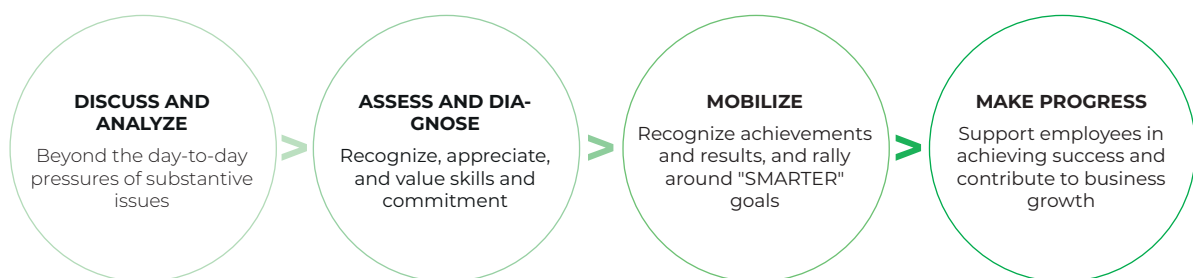 DISCUSS AND
ANALYZE
Beyond the day-to-day
pressures of substantive
issues
>
ASSESS AND DIA-
GNOSE
Recognize, appreciate,
and value skills and
commitment
>
MOBILIZE
Recognize achievements
and results, and rally
around "SMARTER"
goals
>
MAKE PROGRESS
Support employees in
achieving success and
contribute to business
growth